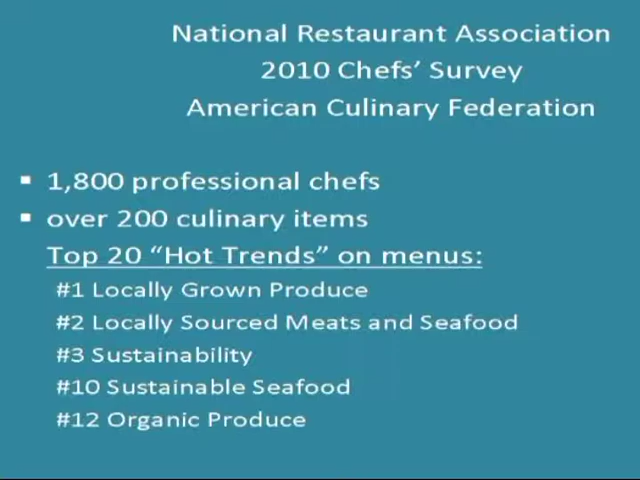 National Restaurant Association
2010 Chefs’ Survey
American Culinary Federation
▪ 1,800 professional chefs
▪ over 200 culinary items
Top 20 “Hot Trends” on menus:
#1 Locally Grown Produce
#2 Locally Sourced Meats and Seafood
#3 Sustainability
#10 Sustainable Seafood
#12 Organic Produce